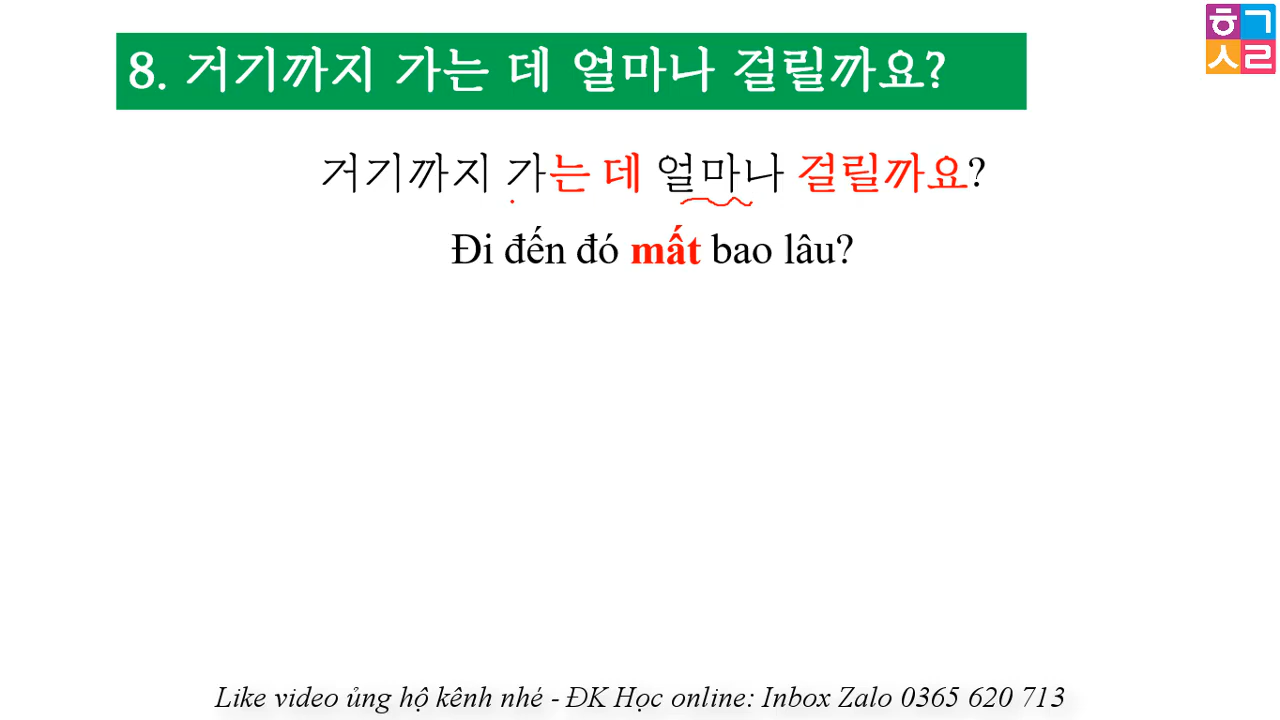 ㅎㄱ
ㅅㄹ
8. 거기까지 가는 데 얼마나 걸릴까요?
거기까지 가는 데 얼마나 걸릴까요?
Đi đến đó mất bao lâu?
Like video ủng hộ kênh nhé - ĐK Học online: Inbox Zalo 0365 620 713